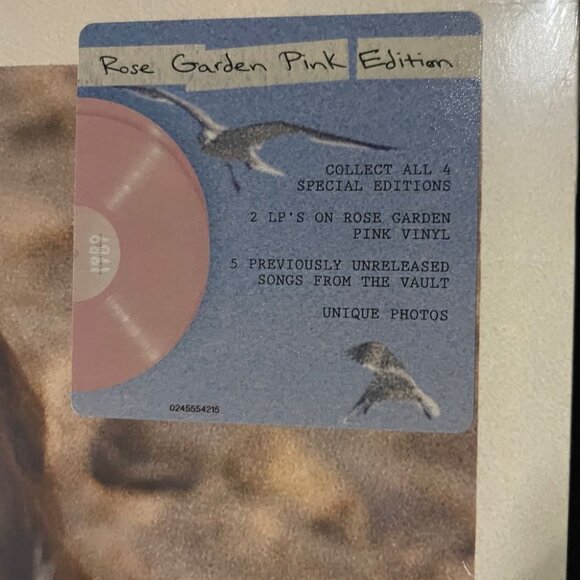 Rose Garden Pink Edition
COLLECT ALL 4
SPECIAL EDITIONS
2 LP'S ON ROSE GARDEN
PINK VINYL
5 PREVIOUSLY UNRELEASED
SONGS FROM THE VAULT
UNIQUE PHOTOS
1989
0245554215